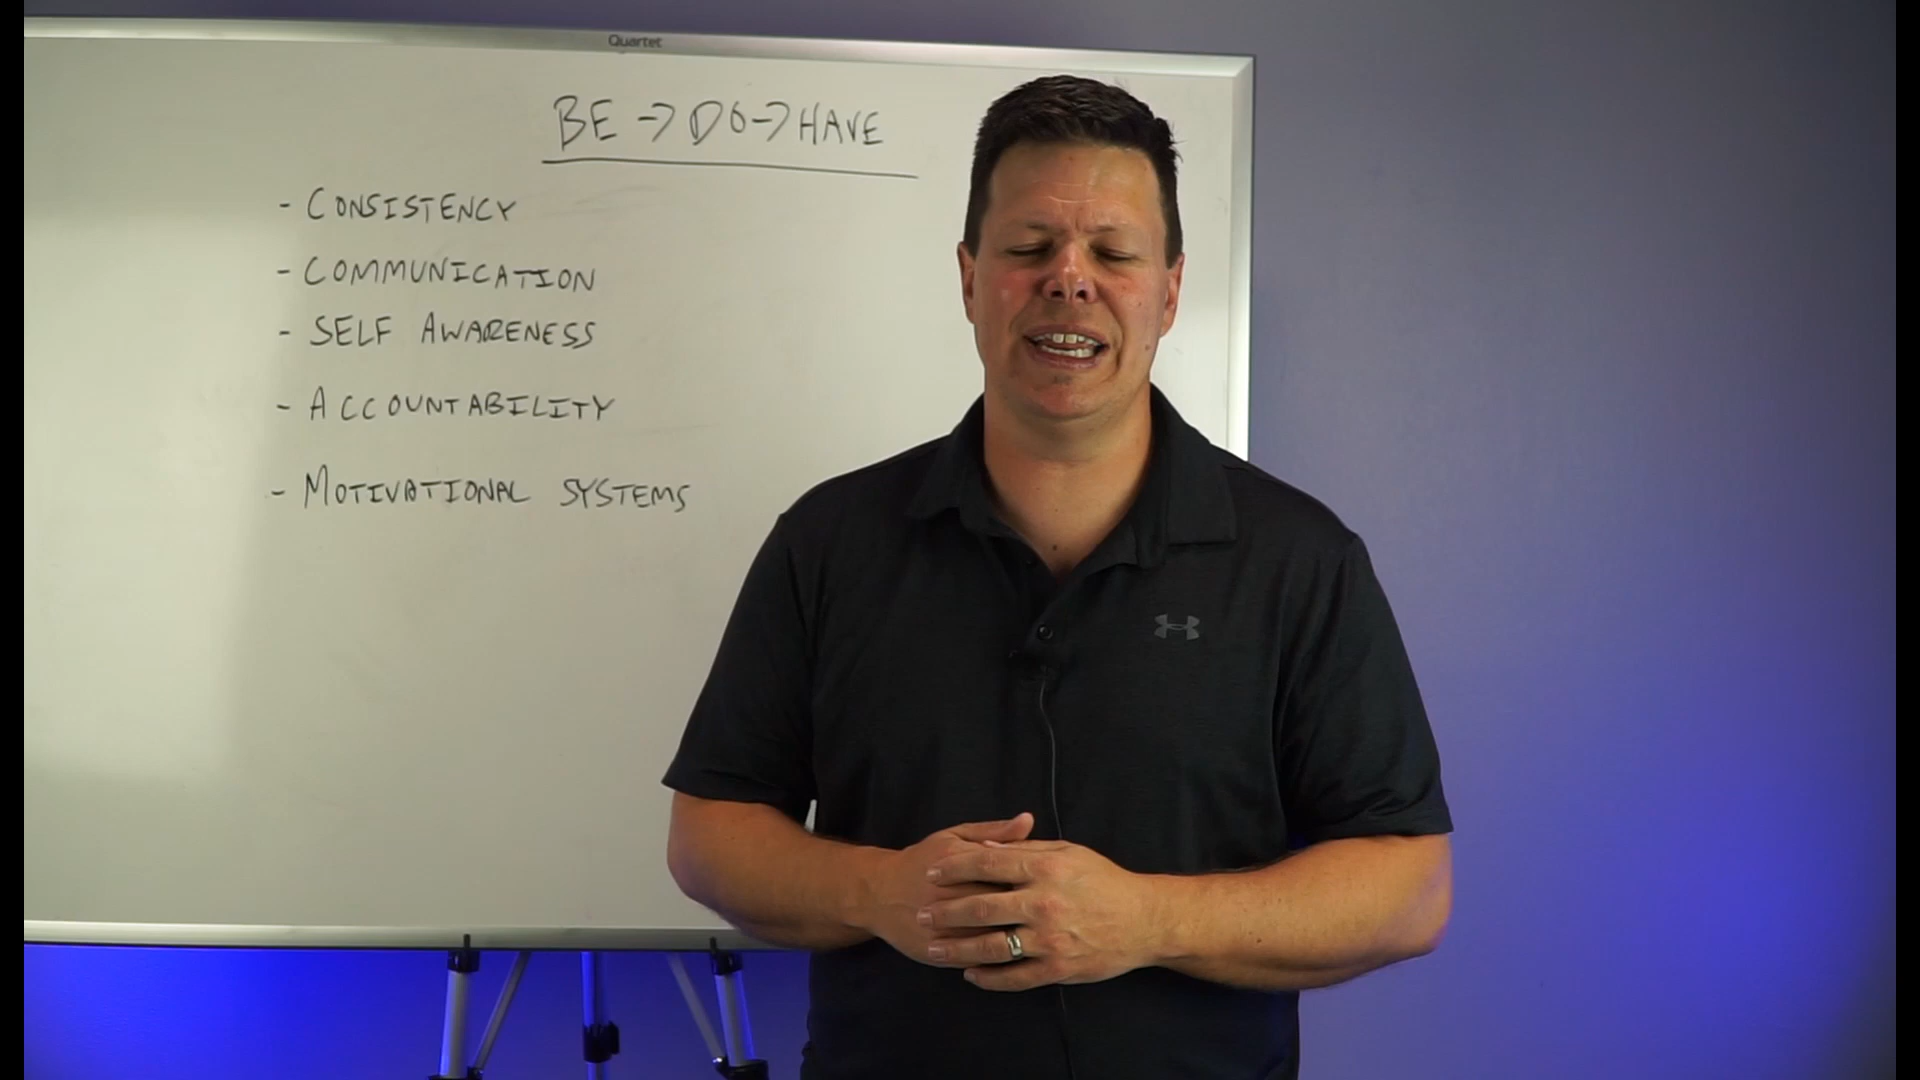 Quartet
BE → DO → HAVE
- CONSISTENCY
- COMMUNICATION
- SELF AWARENESS
- ACCOUNTABILITY
- MOTIVATIONAL SYSTEMS